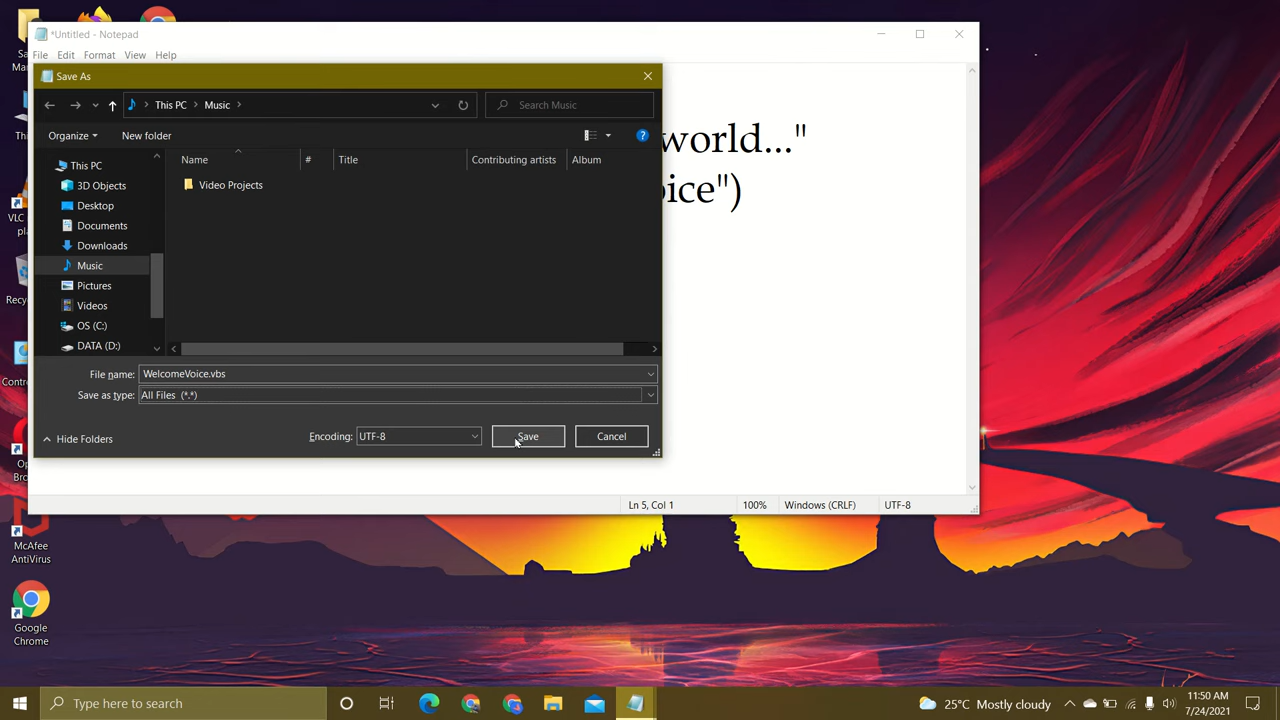 *Untitled - Notepad
File Edit Format View Help
Save As
This PC Music
Search Music
Organize New folder
Name # Title Contributing artists Album
This PC
3D Objects
Desktop
Documents
Downloads
Music
Pictures
Videos
OS (C:)
DATA (D:)
Video Projects
File name: WelcomeVoice.vbs
Save as type: All Files (*.*)
Hide Folders
Encoding: UTF-8
Save Cancel
world..."
oice")
Ln 5, Col 1 100% Windows (CRLF) UTF-8
VLC
McAfee
AntiVirus
Google
Chrome
Type here to search
25°C Mostly cloudy
11:50 AM
7/24/2021